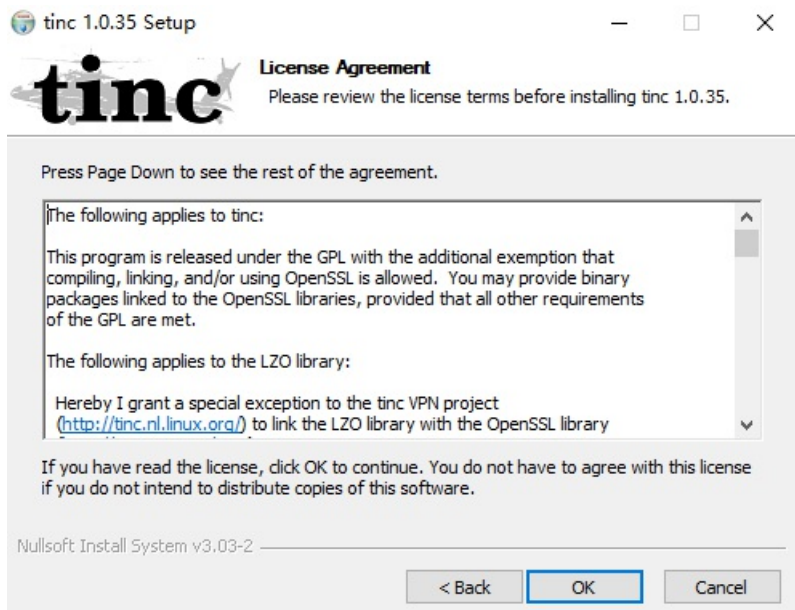 tinc 1.0.35 Setup
tinc
License Agreement
Please review the license terms before installing tinc 1.0.35.
Press Page Down to see the rest of the agreement.
The following applies to tinc:
This program is released under the GPL with the additional exemption that
compiling, linking, and/or using OpenSSL is allowed.  You may provide binary
packages linked to the OpenSSL libraries, provided that all other requirements
of the GPL are met.
The following applies to the LZO library:
Hereby I grant a special exception to the tinc VPN project
(http://tinc.nl.linux.org/) to link the LZO library with the OpenSSL library
If you have read the license, click OK to continue. You do not have to agree with this license
if you do not intend to distribute copies of this software.
Nullsoft Install System v3.03-2
< Back
OK
Cancel